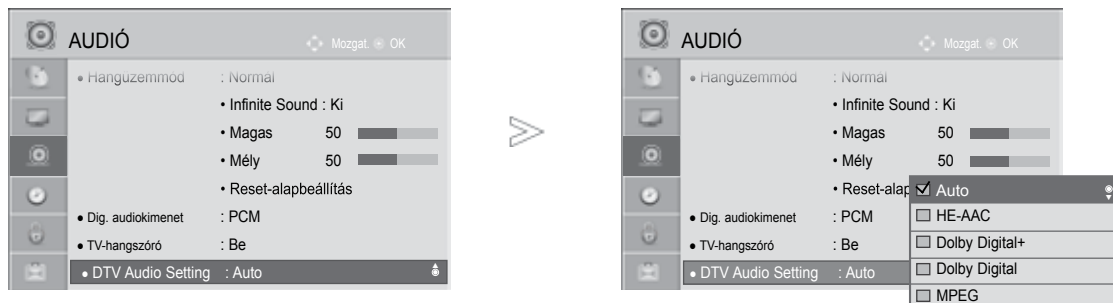 AUDIÓ
Mozgat. OK
• Hangüzemmód : Normál
• Infinite Sound : Ki
• Magas 50
• Mély 50
• Reset-alapbeállítás
• Dig. audiokimenet : PCM
• TV-hangszóró : Be
• DTV Audio Setting : Auto
AUDIÓ
Mozgat. OK
• Hangüzemmód : Normál
• Infinite Sound : Ki
• Magas 50
• Mély 50
• Reset-alap
• Dig. audiokimenet : PCM
• TV-hangszóró : Be
• DTV Audio Setting : Auto
Auto
HE-AAC
Dolby Digital+
Dolby Digital
MPEG